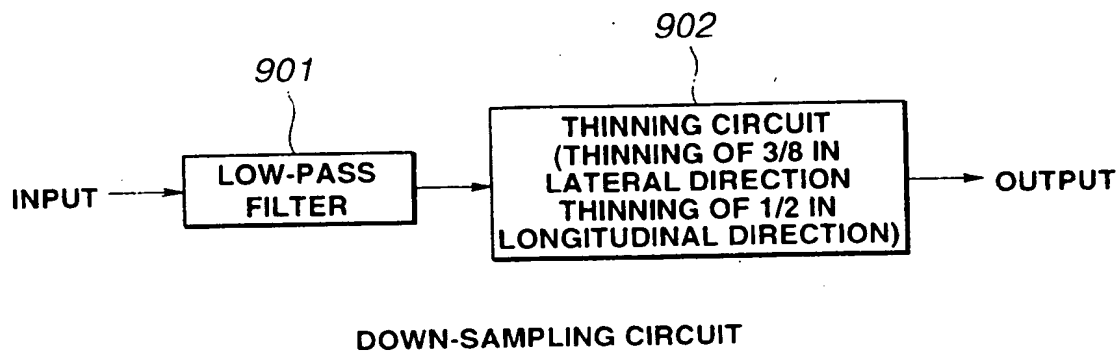 902
901
THINNING CIRCUIT
(THINNING OF 3/8 IN
LATERAL DIRECTION
THINNING OF 1/2 IN
LONGITUDINAL DIRECTION)
INPUT
LOW-PASS
FILTER
OUTPUT
DOWN-SAMPLING CIRCUIT